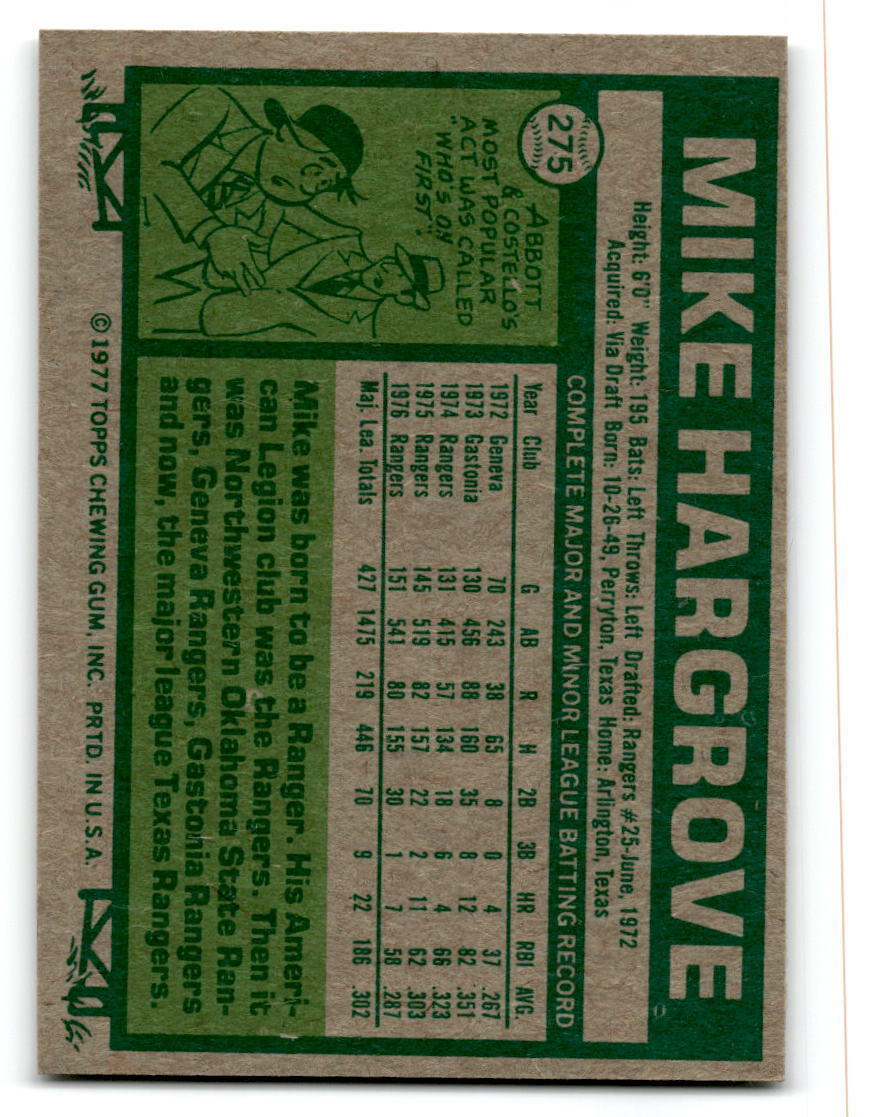 MIKE HARGROVE
275
Height: 6'0" Weight: 195 Bats: Left Throws: Left Drafted: Rangers #25-June, 1972
Acquired: Via Draft Born: 10-26-49, Perryton, Texas Home: Arlington, Texas
COMPLETE MAJOR AND MINOR LEAGUE BATTING RECORD
Year Club G AB R H 2B 3B HR RBI AVG.
1972 Geneva 70 243 38 65 8 0 4 37 .267
1973 Gastonia 130 456 88 160 35 8 12 82 .351
1974 Rangers 131 415 57 134 18 6 4 66 .323
1975 Rangers 145 519 82 157 22 2 11 62 .303
1976 Rangers 151 541 80 155 30 1 7 58 .287
Maj. Lea. Totals 427 1475 219 446 70 9 22 186 .302
ABBOTT
& COSTELLO'S
MOST POPULAR
ACT WAS CALLED
"WHO'S ON
FIRST".
Mike was born to be a Ranger. His Ameri-
can Legion club was the Rangers. Then it
was Northwestern Oklahoma State Ran-
gers, Geneva Rangers, Gastonia Rangers
and now, the major league Texas Rangers.
© 1977 TOPPS CHEWING GUM, INC. PRTD. IN U.S.A.